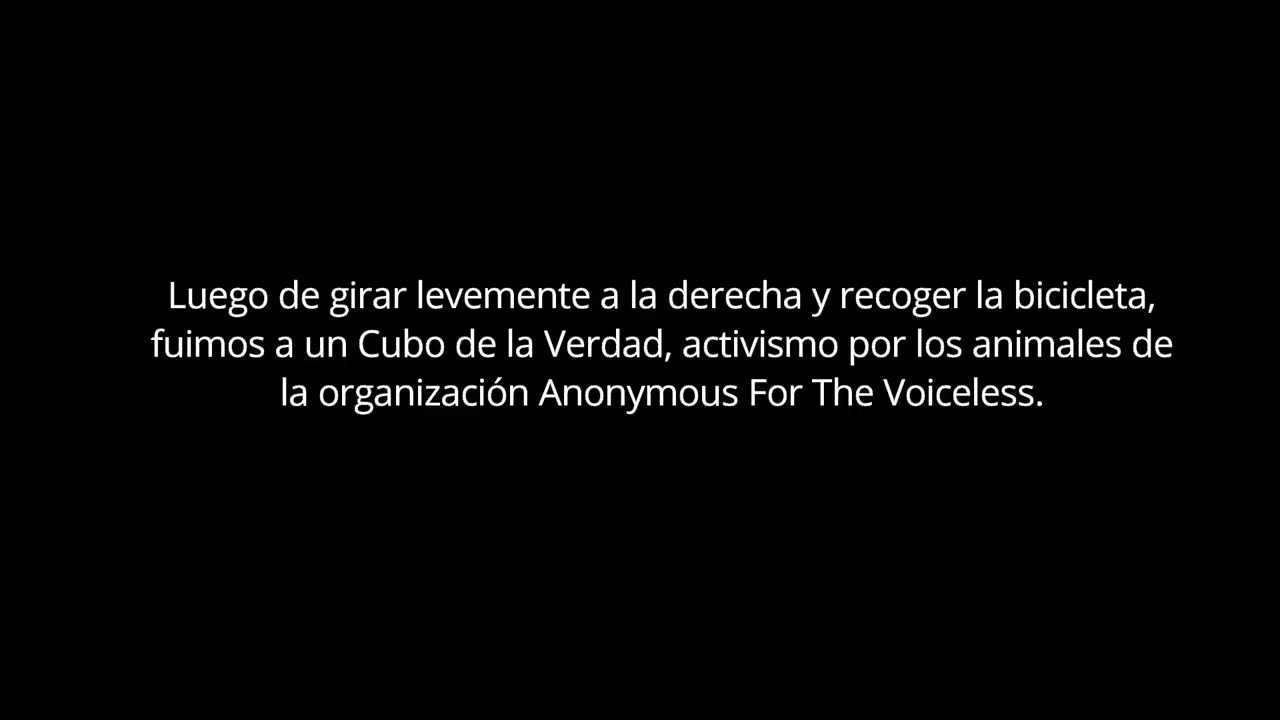 Luego de girar levemente a la derecha y recoger la bicicleta,
fuimos a un Cubo de la Verdad, activismo por los animales de
la organización Anonymous For The Voiceless.